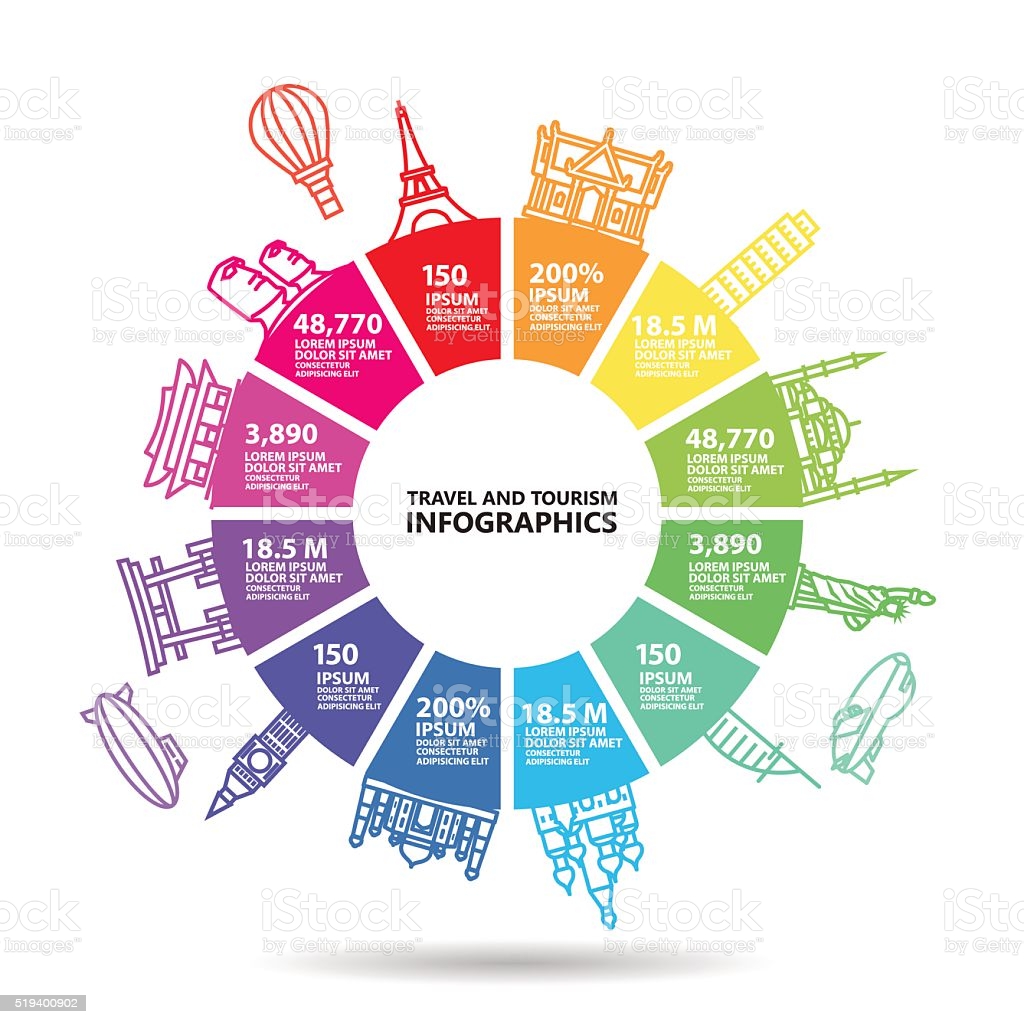 TRAVEL AND TOURISM
INFOGRAPHICS
150
IPSUM
DOLOR SIT AMET
CONSECTETUR
ADIPISICING ELIT
200%
IPSUM
DOLOR SIT AMET
CONSECTETUR
ADIPISICING ELIT
18.5 M
LOREM IPSUM
DOLOR SIT AMET
CONSECTETUR
ADIPISICING ELIT
48,770
LOREM IPSUM
DOLOR SIT AMET
CONSECTETUR
ADIPISICING ELIT
3,890
LOREM IPSUM
DOLOR SIT AMET
CONSECTETUR
ADIPISICING ELIT
150
IPSUM
DOLOR SIT AMET
CONSECTETUR
ADIPISICING ELIT
18.5 M
LOREM IPSUM
DOLOR SIT AMET
CONSECTETUR
ADIPISICING ELIT
200%
IPSUM
DOLOR SIT AMET
CONSECTETUR
ADIPISICING ELIT
150
IPSUM
DOLOR SIT AMET
CONSECTETUR
ADIPISICING ELIT
18.5 M
LOREM IPSUM
DOLOR SIT AMET
CONSECTETUR
ADIPISICING ELIT
3,890
LOREM IPSUM
DOLOR SIT AMET
CONSECTETUR
ADIPISICING ELIT
48,770
LOREM IPSUM
DOLOR SIT AMET
CONSECTETUR
ADIPISICING ELIT
iStock
by Getty Images™
519400902